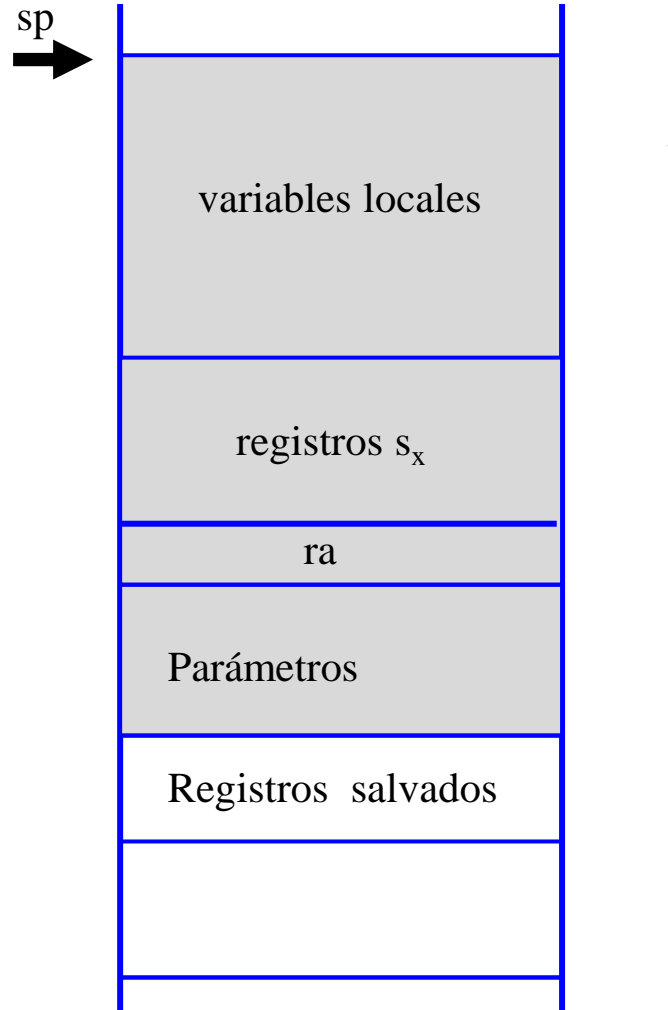 sp
variables locales
registros sₓ
ra
Parámetros
Registros salvados